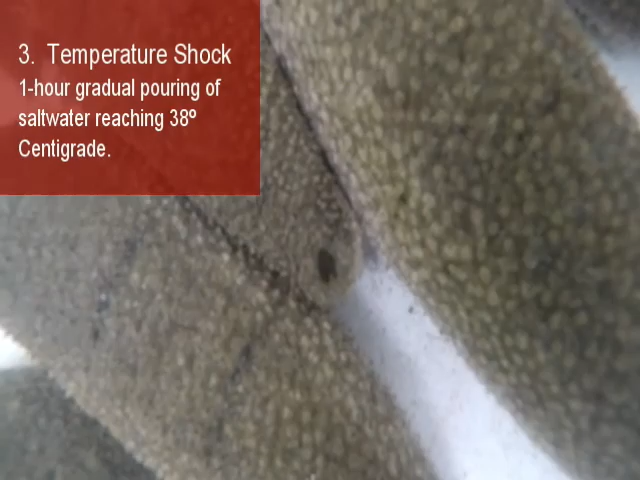 3. Temperature Shock
1-hour gradual pouring of
saltwater reaching 38º
Centigrade.